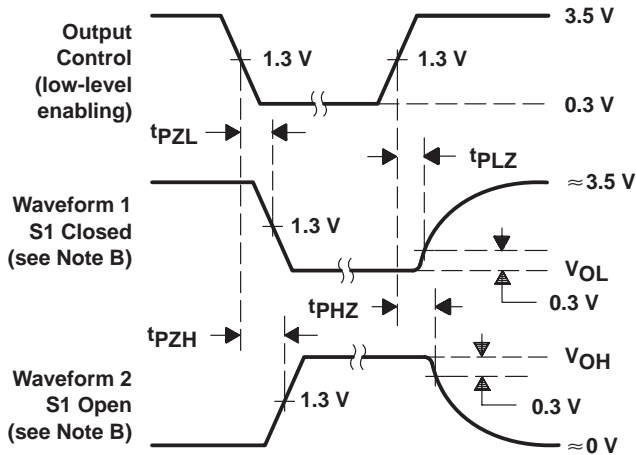 Output
Control
(low-level
enabling)
1.3 V
1.3 V
3.5 V
0.3 V
tPZL
tPLZ
Waveform 1
S1 Closed
(see Note B)
1.3 V
≈3.5 V
VOL
0.3 V
tPZH
tPHZ
Waveform 2
S1 Open
(see Note B)
1.3 V
VOH
0.3 V
≈0 V